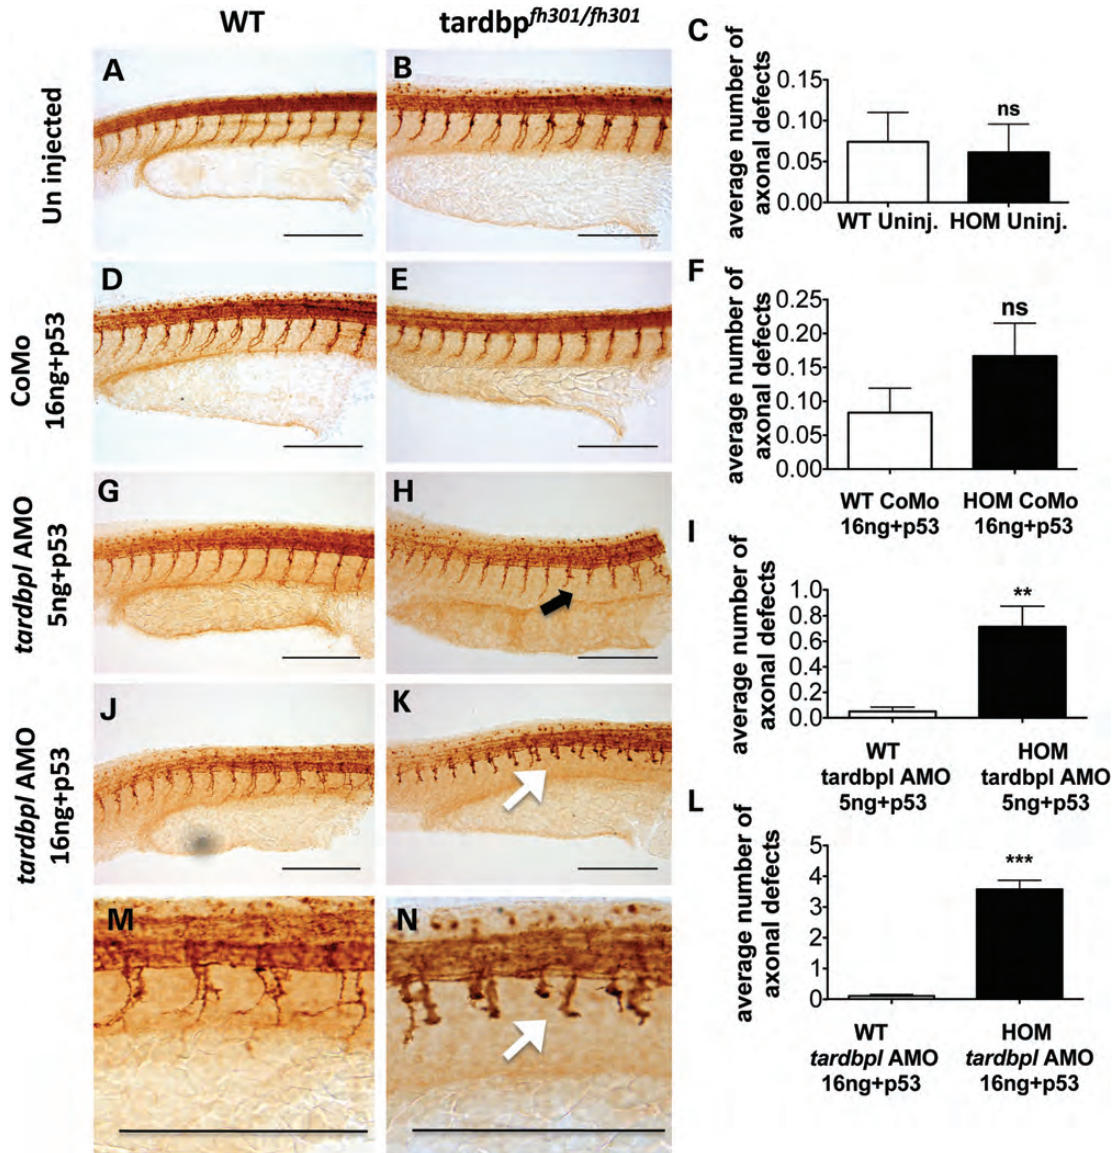 WT
tardbpfh301/fh301
Un injected
A
B
C
average number of
axonal defects
0.15
0.10
0.05
0.00
ns
WT Uninj.
HOM Uninj.
CoMo
16ng+p53
D
E
F
average number of
axonal defects
0.25
0.20
0.15
0.10
0.05
0.00
ns
WT CoMo
16ng+p53
HOM CoMo
16ng+p53
tardbpl AMO
5ng+p53
G
H
I
average number of
axonal defects
1.0
0.8
0.6
0.4
0.2
0.0
**
WT
tardbpl AMO
5ng+p53
HOM
tardbpl AMO
5ng+p53
tardbpl AMO
16ng+p53
J
K
L
average number of
axonal defects
5
4
3
2
1
0
***
WT
tardbpl AMO
16ng+p53
HOM
tardbpl AMO
16ng+p53
M
N